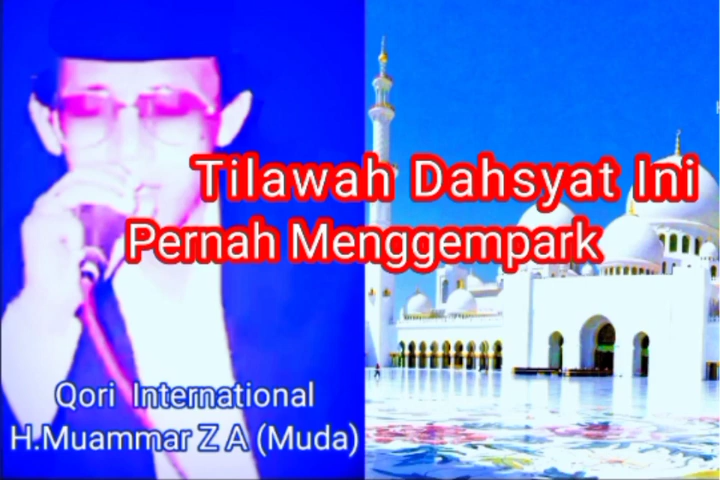 Tilawah Dahsyat Ini
Pernah Menggempark
Qori International
H.Muammar Z A (Muda)